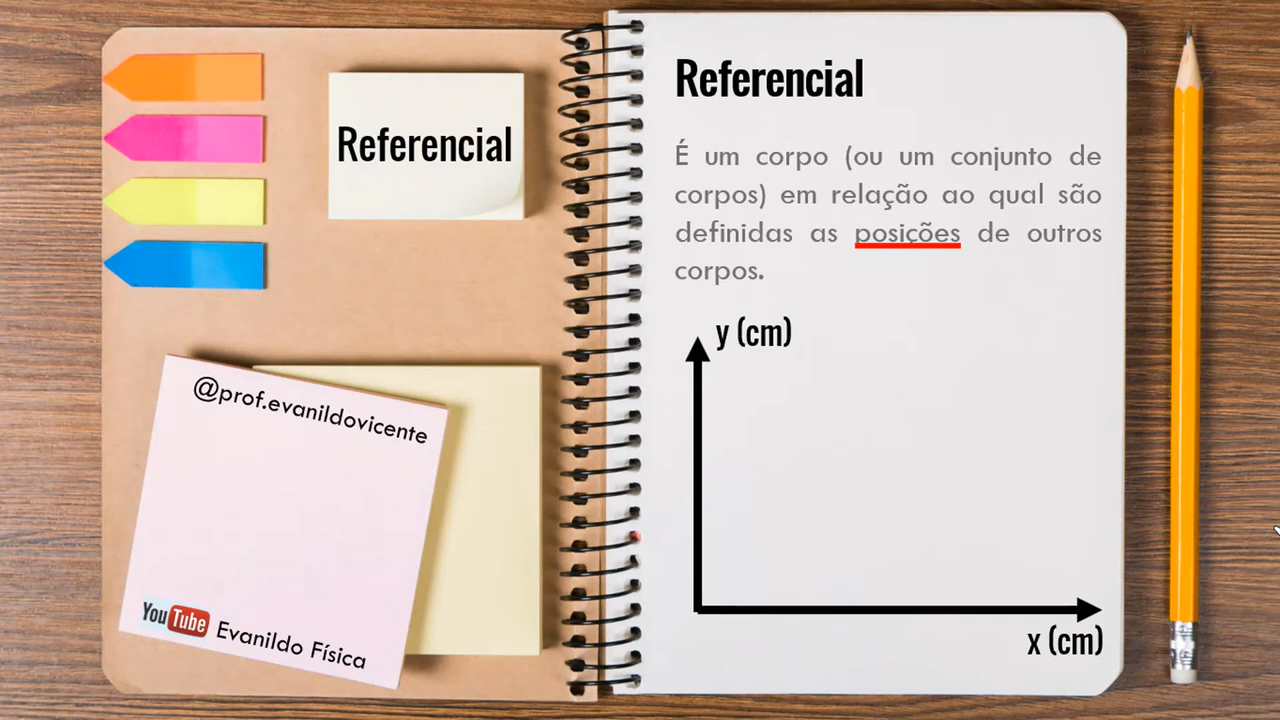 Referencial
@prof.evanildovicente
YouTube Evanildo Física
Referencial
É um corpo (ou um conjunto de
corpos) em relação ao qual são
definidas as posições de outros
corpos.
y (cm)
x (cm)